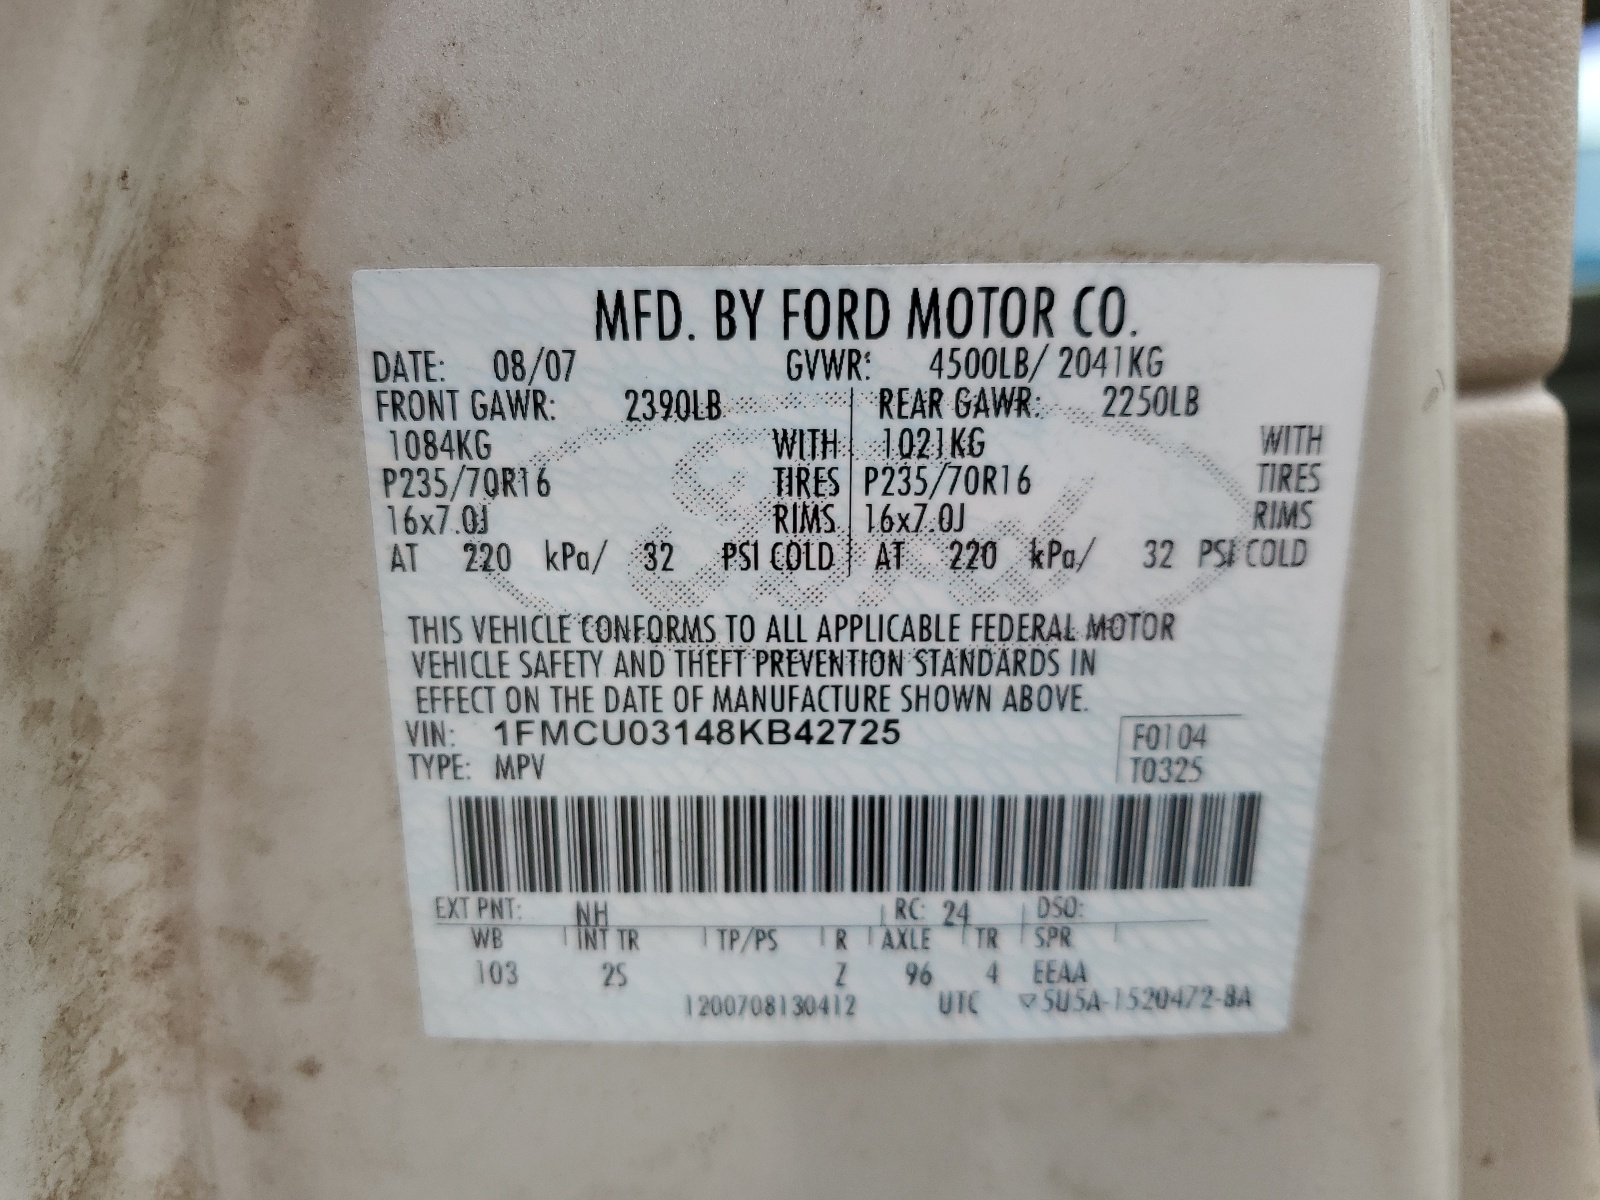 MFD. BY FORD MOTOR CO.
DATE: 08/07 GVWR: 4500LB/ 2041KG
FRONT GAWR: 2390LB REAR GAWR: 2250LB
1084KG WITH 1021KG WITH
P235/70R16 TIRES P235/70R16 TIRES
16x7.0J RIMS 16x7.0J RIMS
AT 220 kPa/ 32 PSI COLD AT 220 kPa/ 32 PSI COLD
THIS VEHICLE CONFORMS TO ALL APPLICABLE FEDERAL MOTOR
VEHICLE SAFETY AND THEFT PREVENTION STANDARDS IN
EFFECT ON THE DATE OF MANUFACTURE SHOWN ABOVE.
VIN: 1FMCU03148KB42725 F0104
TYPE: MPV T0325
EXT PNT: NH RC: 24 DSO:
WB INT TR TP/PS R AXLE TR SPR
103 2S Z 96 4 EEAA
1200708130412 UTC ▽5U5A-1520472-BA